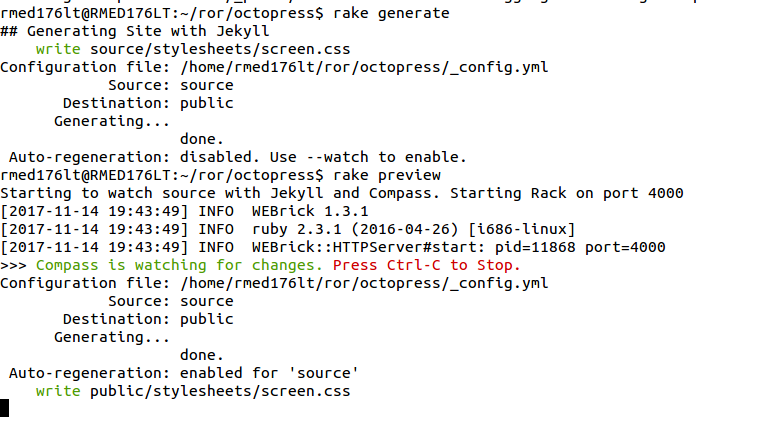 rmed176lt@RMED176LT:~/ror/octopress$ rake generate
## Generating Site with Jekyll
    write source/stylesheets/screen.css
Configuration file: /home/rmed176lt/ror/octopress/_config.yml
            Source: source
       Destination: public
      Generating...
                    done.
 Auto-regeneration: disabled. Use --watch to enable.
rmed176lt@RMED176LT:~/ror/octopress$ rake preview
Starting to watch source with Jekyll and Compass. Starting Rack on port 4000
[2017-11-14 19:43:49] INFO  WEBrick 1.3.1
[2017-11-14 19:43:49] INFO  ruby 2.3.1 (2016-04-26) [i686-linux]
[2017-11-14 19:43:49] INFO  WEBrick::HTTPServer#start: pid=11868 port=4000
>>> Compass is watching for changes. Press Ctrl-C to Stop.
Configuration file: /home/rmed176lt/ror/octopress/_config.yml
            Source: source
       Destination: public
      Generating...
                    done.
 Auto-regeneration: enabled for 'source'
    write public/stylesheets/screen.css